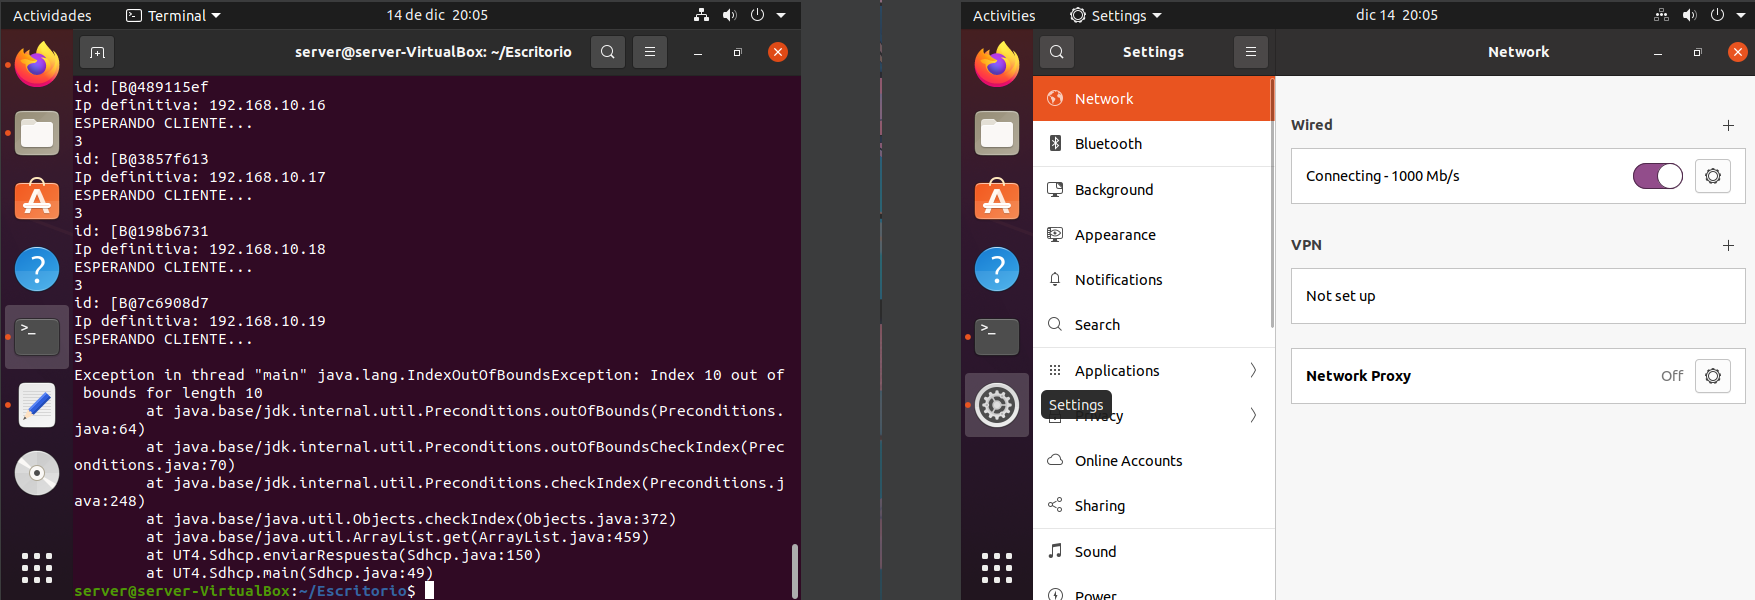 Actividades
Terminal
14 de dic 20:05
server@server-VirtualBox: ~/Escritorio
id: [B@489115ef
Ip definitiva: 192.168.10.16
ESPERANDO CLIENTE...
3
id: [B@3857f613
Ip definitiva: 192.168.10.17
ESPERANDO CLIENTE...
3
id: [B@198b6731
Ip definitiva: 192.168.10.18
ESPERANDO CLIENTE...
3
id: [B@7c6908d7
Ip definitiva: 192.168.10.19
ESPERANDO CLIENTE...
3
Exception in thread "main" java.lang.IndexOutOfBoundsException: Index 10 out of
 bounds for length 10
        at java.base/jdk.internal.util.Preconditions.outOfBounds(Preconditions.
java:64)
        at java.base/jdk.internal.util.Preconditions.outOfBoundsCheckIndex(Prec
onditions.java:70)
        at java.base/jdk.internal.util.Preconditions.checkIndex(Preconditions.j
ava:248)
        at java.base/java.util.Objects.checkIndex(Objects.java:372)
        at java.base/java.util.ArrayList.get(ArrayList.java:459)
        at UT4.Sdhcp.enviarRespuesta(Sdhcp.java:150)
        at UT4.Sdhcp.main(Sdhcp.java:49)
server@server-VirtualBox:~/Escritorio$
Activities
Settings
dic 14 20:05
Settings
Network
Network
Bluetooth
Background
Appearance
Notifications
Search
Applications
Settings
Privacy
Online Accounts
Sharing
Sound
Power
Wired
Connecting - 1000 Mb/s
VPN
Not set up
Network Proxy
Off